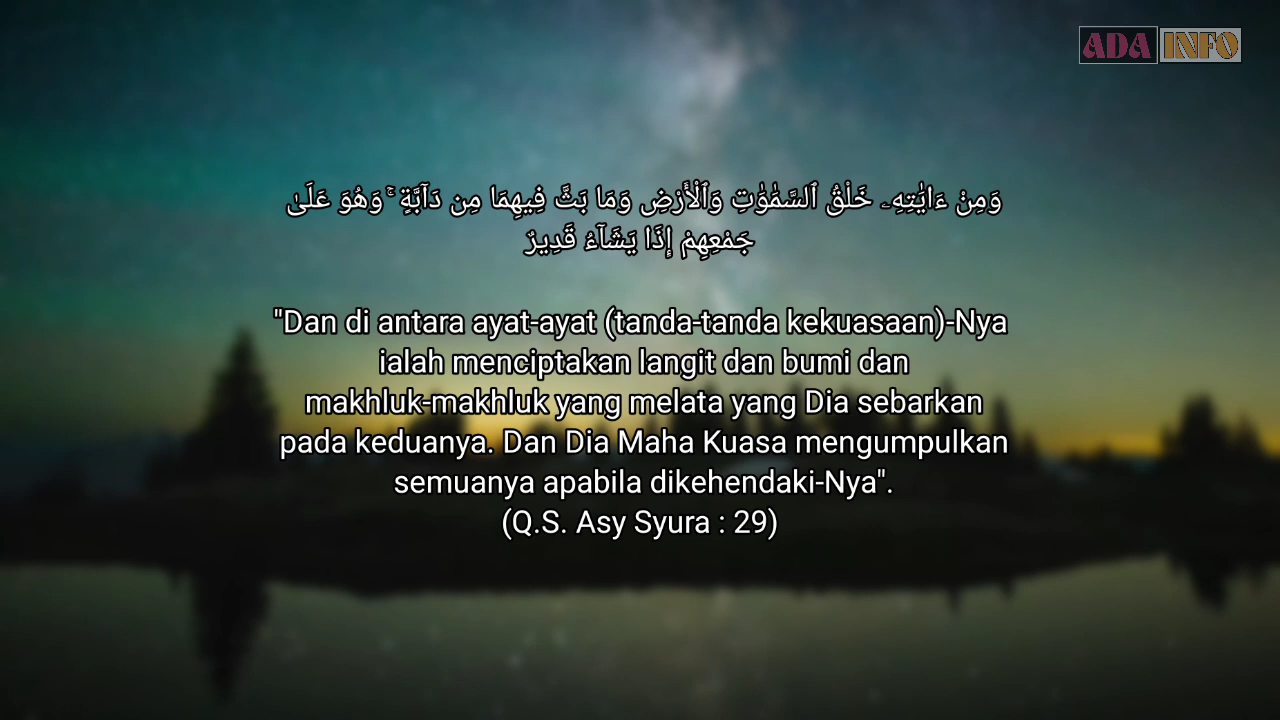 ADA INFO
وَمِنْ ءَايَٰتِهِۦ خَلْقُ ٱلسَّمَٰوَٰتِ وَٱلْأَرْضِ وَمَا بَثَّ فِيهِمَا مِن دَآبَّةٍ ۚ وَهُوَ عَلَىٰ
جَمْعِهِمْ إِذَا يَشَآءُ قَدِيرٌ
"Dan di antara ayat-ayat (tanda-tanda kekuasaan)-Nya
ialah menciptakan langit dan bumi dan
makhluk-makhluk yang melata yang Dia sebarkan
pada keduanya. Dan Dia Maha Kuasa mengumpulkan
semuanya apabila dikehendaki-Nya".
(Q.S. Asy Syura : 29)